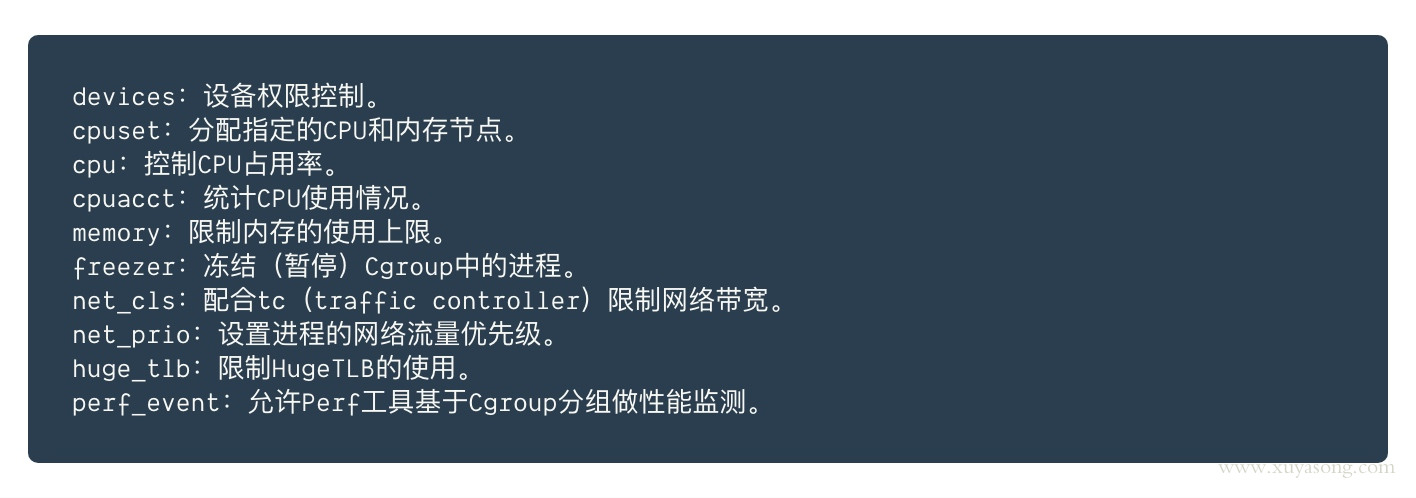 devices：设备权限控制。
cpuset：分配指定的CPU和内存节点。
cpu：控制CPU占用率。
cpuacct：统计CPU使用情况。
memory：限制内存的使用上限。
freezer：冻结（暂停）Cgroup中的进程。
net_cls：配合tc（traffic controller）限制网络带宽。
net_prio：设置进程的网络流量优先级。
huge_tlb：限制HugeTLB的使用。
perf_event：允许Perf工具基于Cgroup分组做性能监测。
www.xuyasong.com